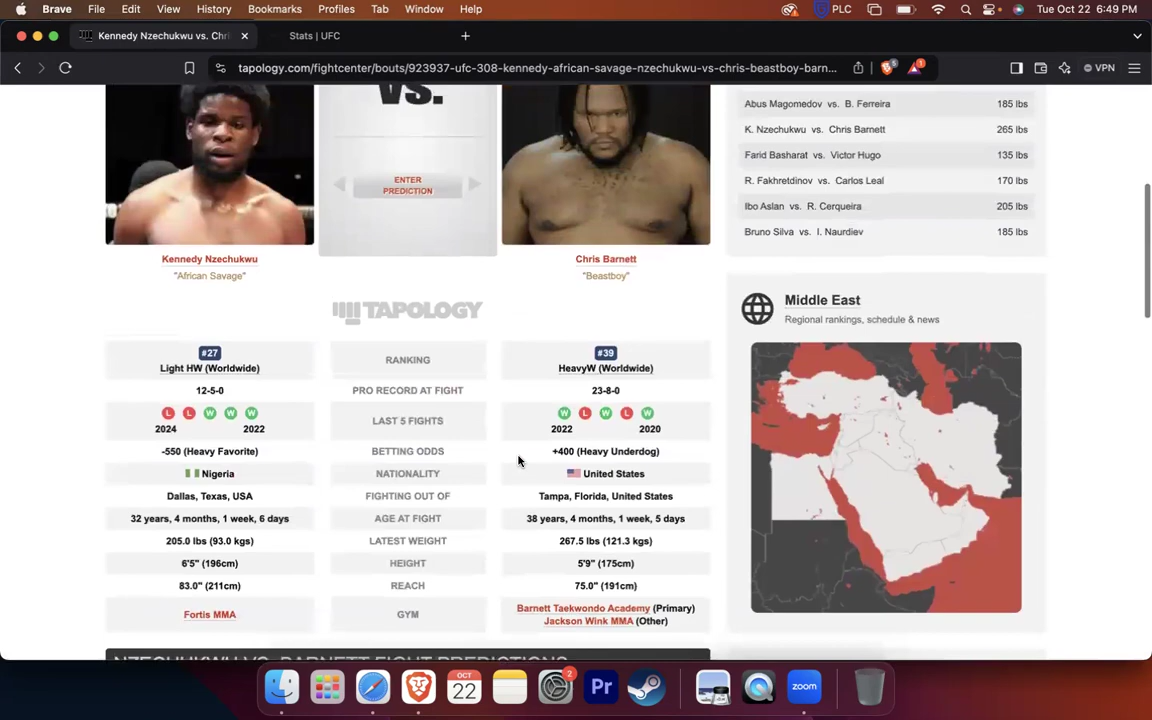 Brave File Edit View History Bookmarks Profiles Tab Window Help PLC Tue Oct 22 6:49 PM
Kennedy Nzechukwu vs. Chri Stats | UFC
tapology.com/fightcenter/bouts/923937-ufc-308-kennedy-african-savage-nzechukwu-vs-chris-beastboy-barn... VPN
vs.
ENTER
PREDICTION
Kennedy Nzechukwu
"African Savage"
Chris Barnett
"Beastboy"
TAPOLOGY
#27
Light HW (Worldwide)
RANKING
#39
HeavyW (Worldwide)
12-5-0 PRO RECORD AT FIGHT 23-8-0
L L W W W
2024 2022
LAST 5 FIGHTS
W L W L W
2022 2020
-550 (Heavy Favorite) BETTING ODDS +400 (Heavy Underdog)
Nigeria NATIONALITY United States
Dallas, Texas, USA FIGHTING OUT OF Tampa, Florida, United States
32 years, 4 months, 1 week, 6 days AGE AT FIGHT 38 years, 4 months, 1 week, 5 days
205.0 lbs (93.0 kgs) LATEST WEIGHT 267.5 lbs (121.3 kgs)
6'5" (196cm) HEIGHT 5'9" (175cm)
83.0" (211cm) REACH 75.0" (191cm)
Fortis MMA GYM Barnett Taekwondo Academy (Primary)
Jackson Wink MMA (Other)
NZECHUKWU VS. BARNETT FIGHT PREDICTIONS
Abus Magomedov vs. B. Ferreira 185 lbs
K. Nzechukwu vs. Chris Barnett 265 lbs
Farid Basharat vs. Victor Hugo 135 lbs
R. Fakhretdinov vs. Carlos Leal 170 lbs
Ibo Aslan vs. R. Cerqueira 205 lbs
Bruno Silva vs. I. Naurdiev 185 lbs
Middle East
Regional rankings, schedule & news
OCT
22
2
Pr
zoom